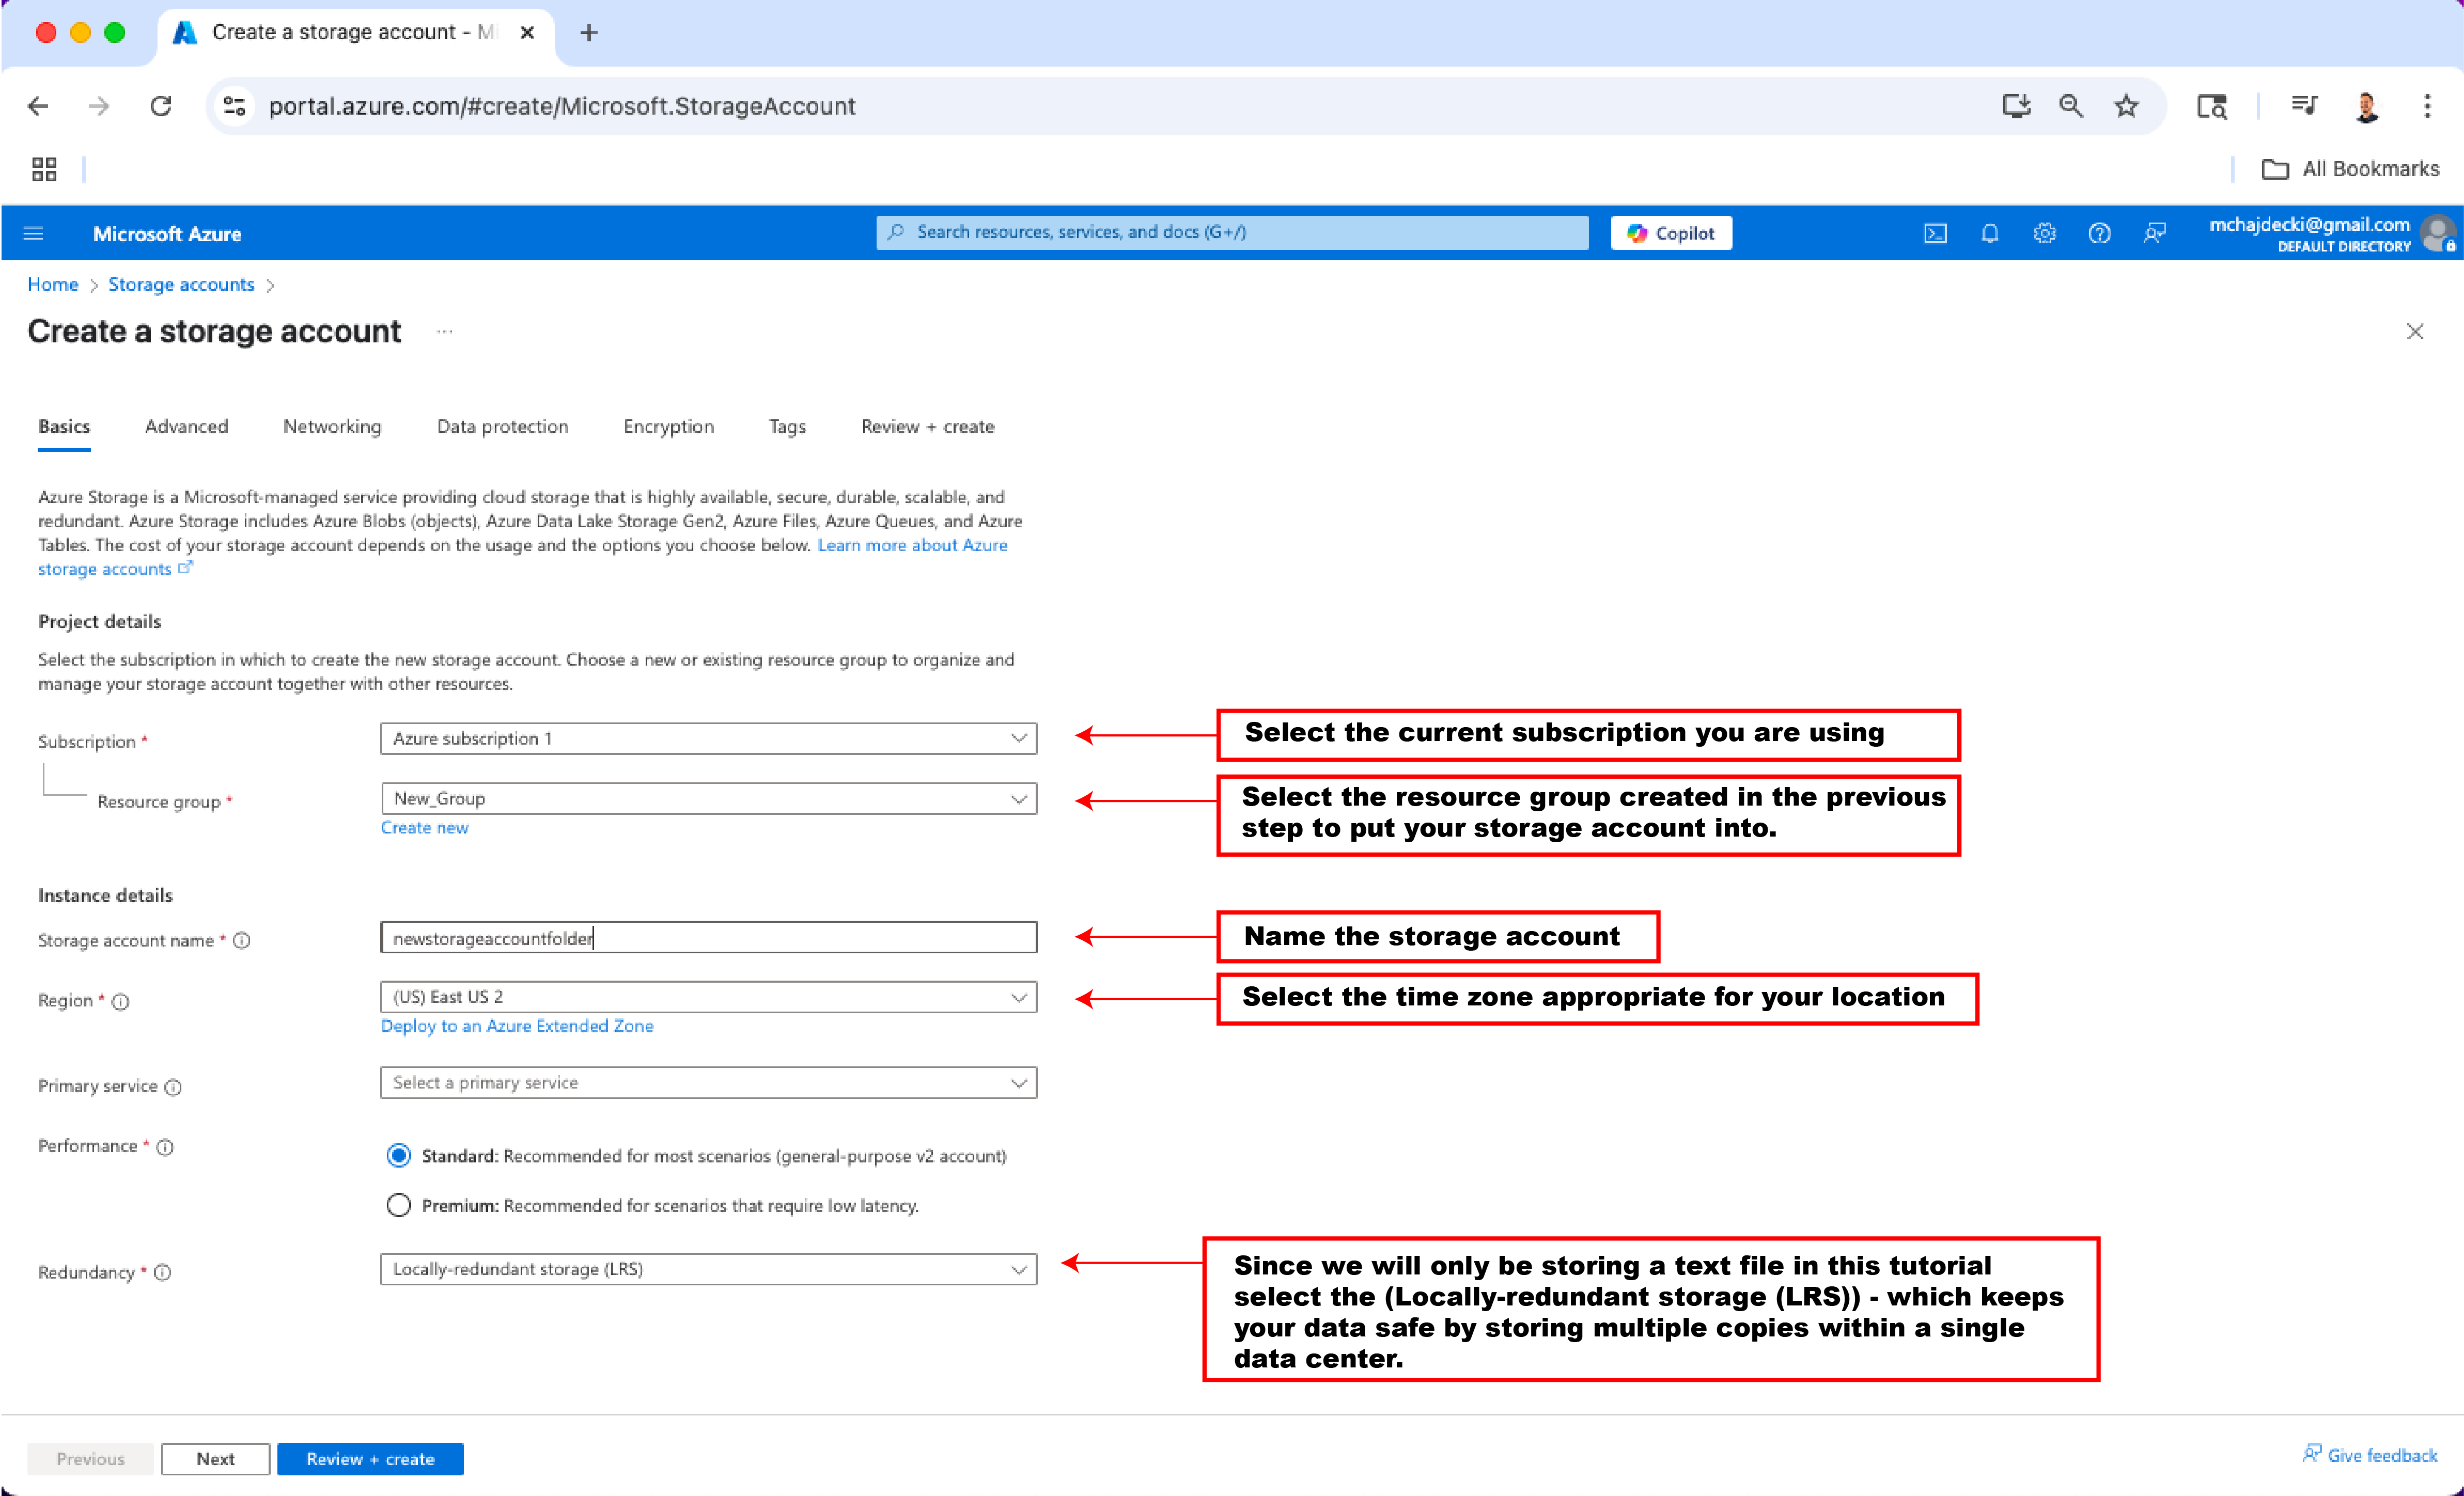 Create a storage account - Mi
portal.azure.com/#create/Microsoft.StorageAccount
All Bookmarks
Microsoft Azure
Search resources, services, and docs (G+/)
Copilot
mchajdecki@gmail.com
DEFAULT DIRECTORY
Home > Storage accounts >
Create a storage account ...
Basics Advanced Networking Data protection Encryption Tags Review + create
Azure Storage is a Microsoft-managed service providing cloud storage that is highly available, secure, durable, scalable, and
redundant. Azure Storage includes Azure Blobs (objects), Azure Data Lake Storage Gen2, Azure Files, Azure Queues, and Azure
Tables. The cost of your storage account depends on the usage and the options you choose below. Learn more about Azure
storage accounts
Project details
Select the subscription in which to create the new storage account. Choose a new or existing resource group to organize and
manage your storage account together with other resources.
Subscription *
Azure subscription 1
Select the current subscription you are using
Resource group *
New_Group
Create new
Select the resource group created in the previous
step to put your storage account into.
Instance details
Storage account name *
newstorageaccountfolder
Name the storage account
Region *
(US) East US 2
Deploy to an Azure Extended Zone
Select the time zone appropriate for your location
Primary service
Select a primary service
Performance *
Standard: Recommended for most scenarios (general-purpose v2 account)
Premium: Recommended for scenarios that require low latency.
Redundancy *
Locally-redundant storage (LRS)
Since we will only be storing a text file in this tutorial
select the (Locally-redundant storage (LRS)) - which keeps
your data safe by storing multiple copies within a single
data center.
Previous
Next
Review + create
Give feedback